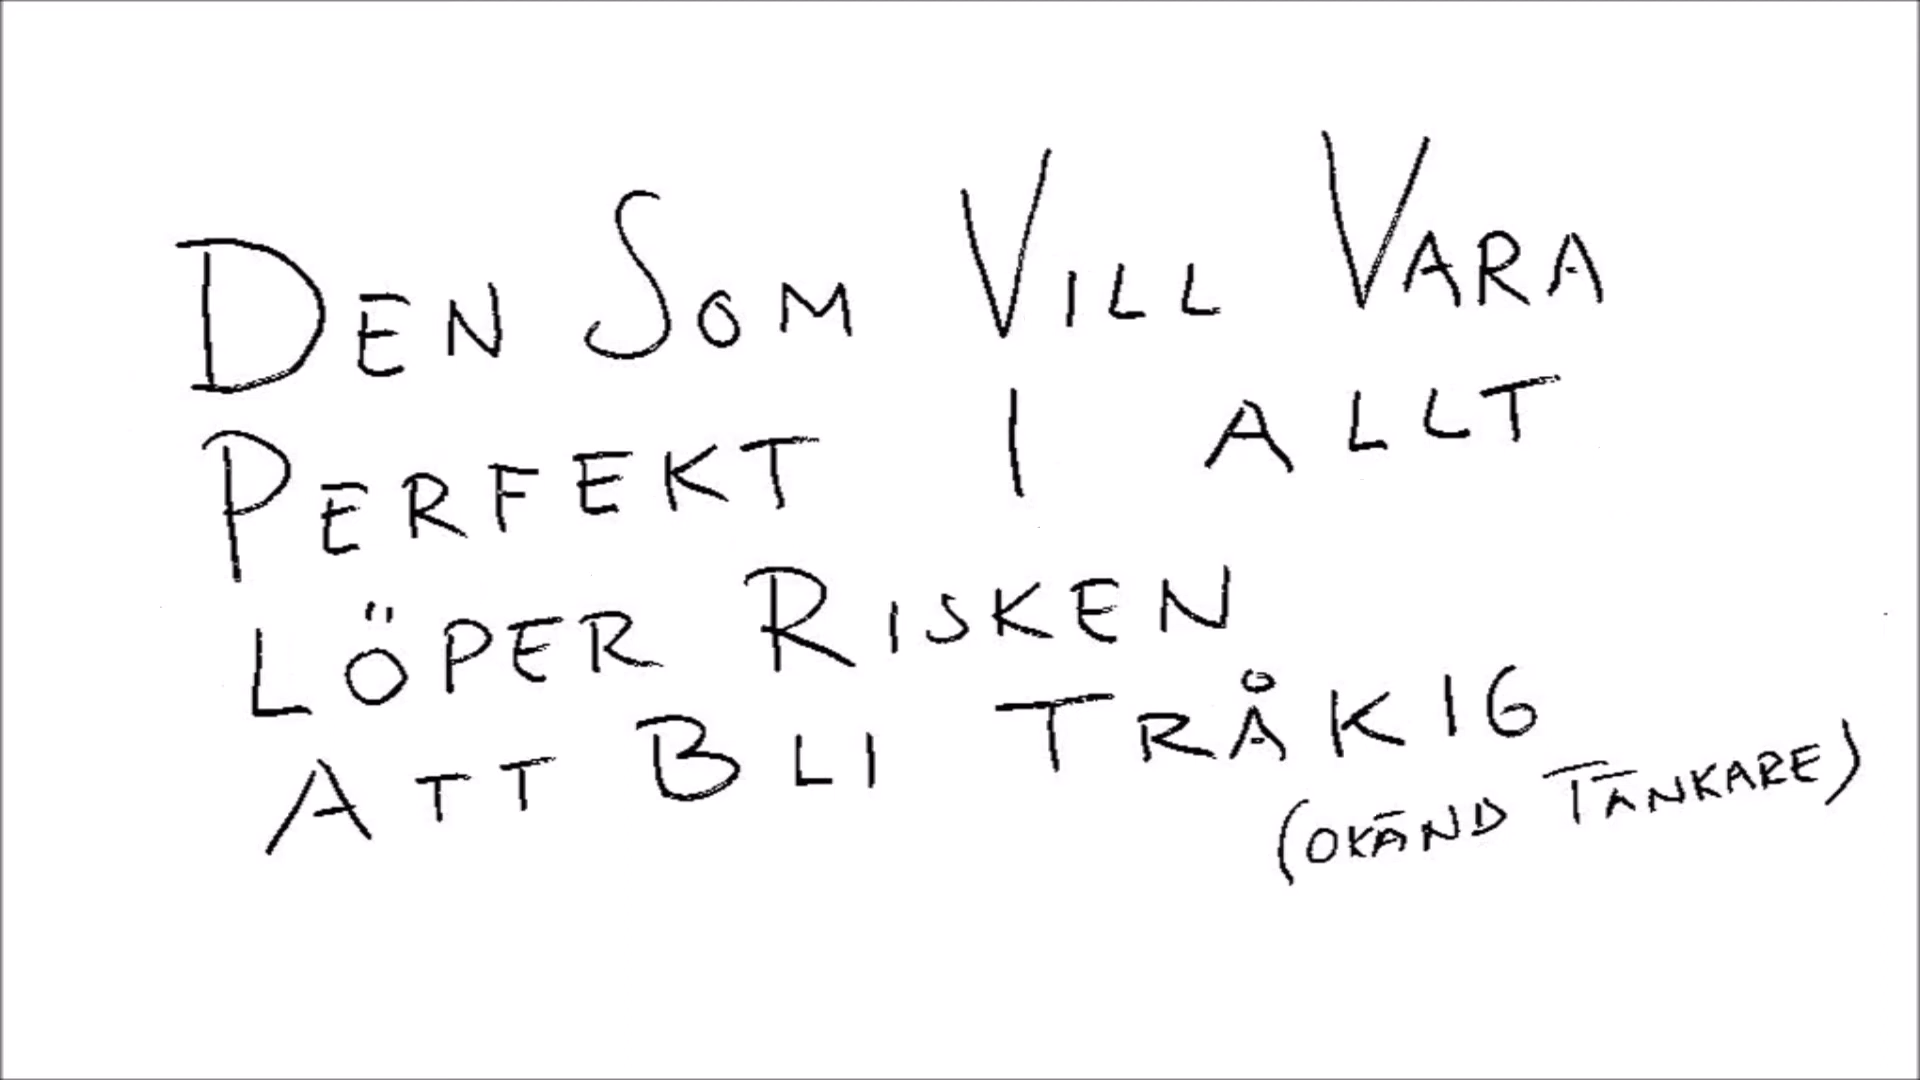 DEN SOM VILL VARA
PERFEKT I ALLT
LÖPER RISKEN
ATT BLI TRÅKIG
(OKÄND TÄNKARE)